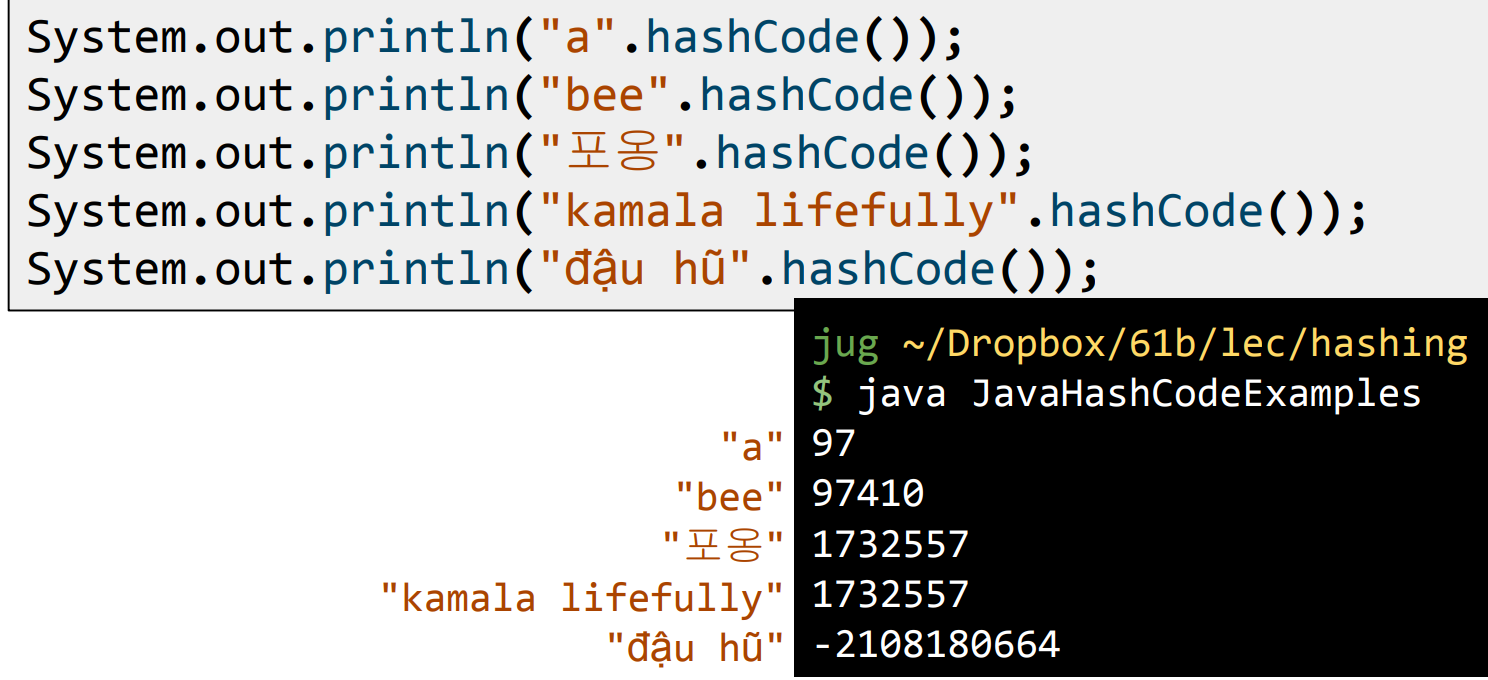 System.out.println("a".hashCode());
System.out.println("bee".hashCode());
System.out.println("포옹".hashCode());
System.out.println("kamala lifefully".hashCode());
System.out.println("đậu hũ".hashCode());
jug ~/Dropbox/61b/lec/hashing
$ java JavaHashCodeExamples
"a" 97
"bee" 97410
"포옹" 1732557
"kamala lifefully" 1732557
"đậu hũ" -2108180664